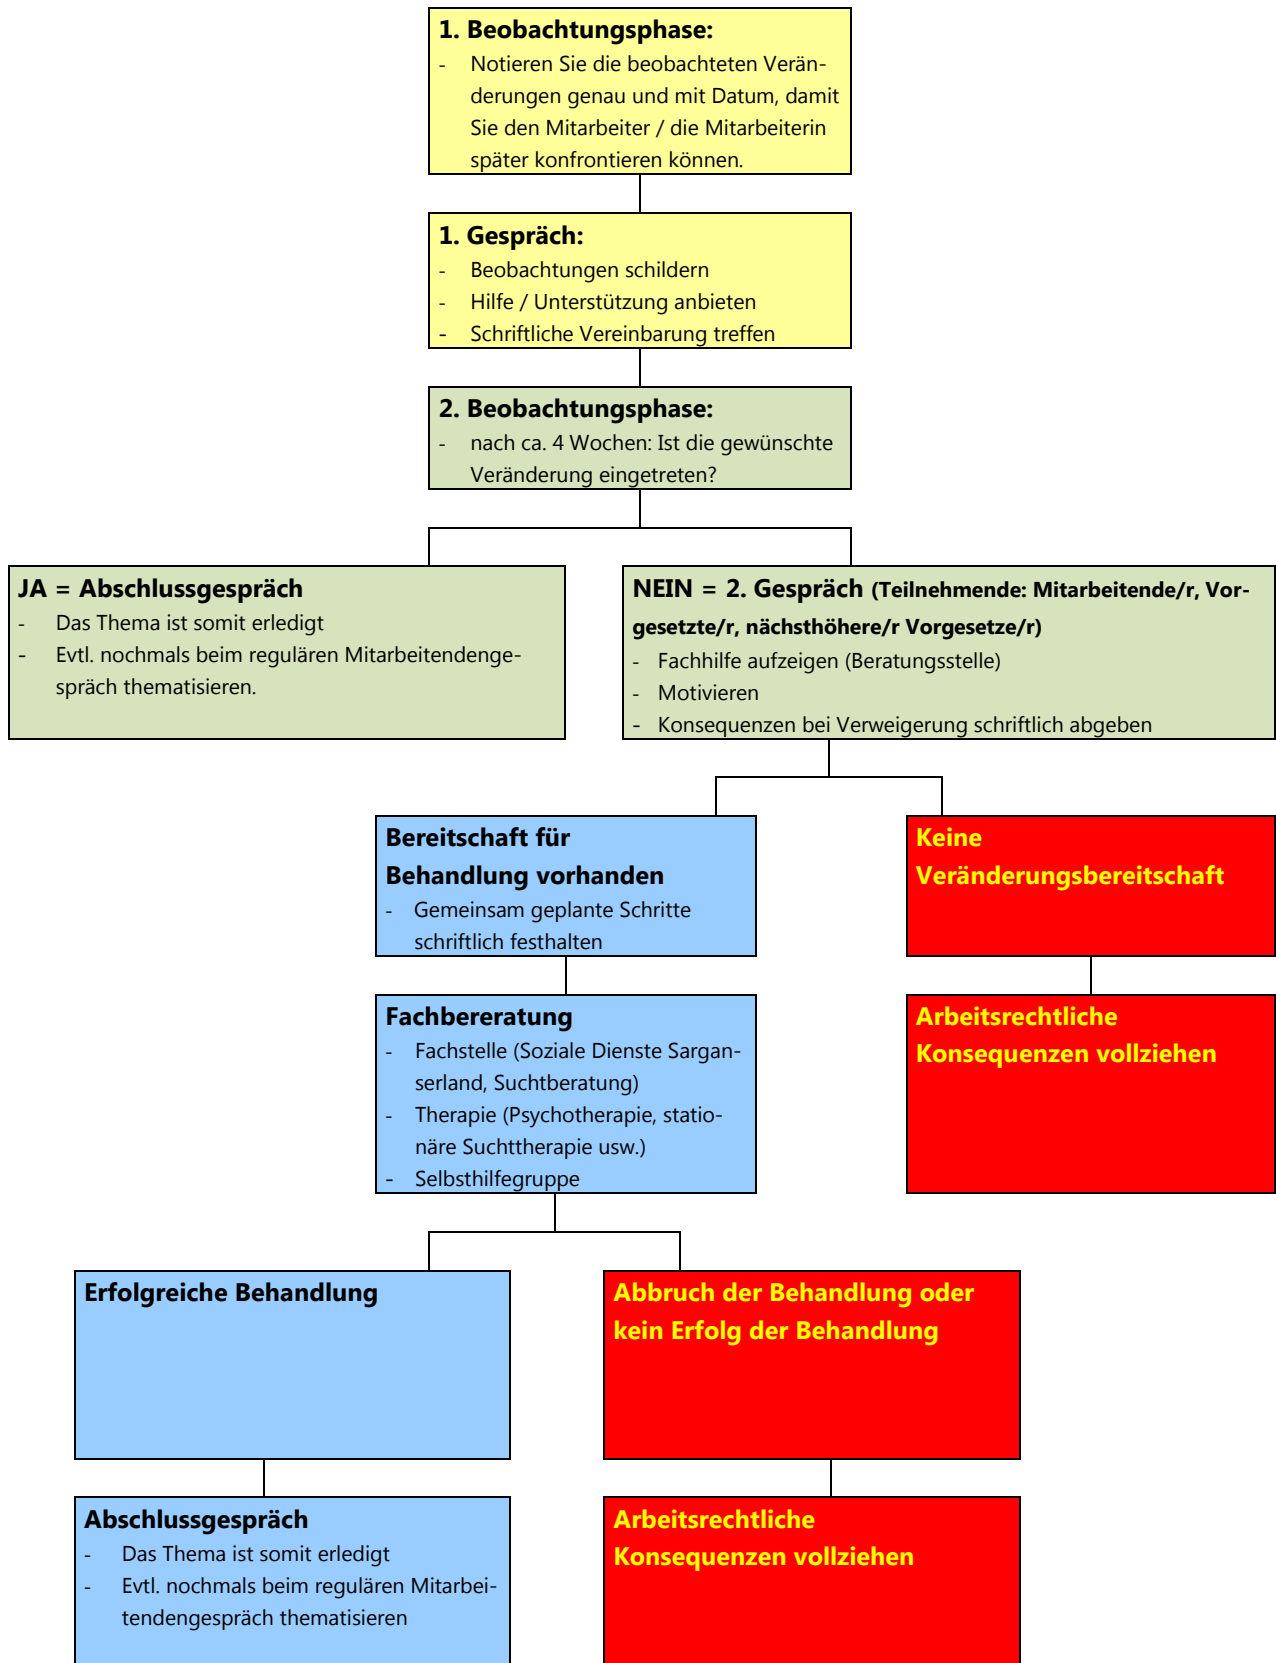 1. Beobachtungsphase:
- Notieren Sie die beobachteten Verän-
derungen genau und mit Datum, damit
Sie den Mitarbeiter / die Mitarbeiterin
später konfrontieren können.
1. Gespräch:
- Beobachtungen schildern
- Hilfe / Unterstützung anbieten
- Schriftliche Vereinbarung treffen
2. Beobachtungsphase:
- nach ca. 4 Wochen: Ist die gewünschte
Veränderung eingetreten?
JA = Abschlussgespräch
- Das Thema ist somit erledigt
- Evtl. nochmals beim regulären Mitarbeitendenge-
spräch thematisieren.
NEIN = 2. Gespräch (Teilnehmende: Mitarbeitende/r, Vor-
gesetzte/r, nächsthöhere/r Vorgesetze/r)
- Fachhilfe aufzeigen (Beratungsstelle)
- Motivieren
- Konsequenzen bei Verweigerung schriftlich abgeben
Bereitschaft für
Behandlung vorhanden
- Gemeinsam geplante Schritte
schriftlich festhalten
Keine
Veränderungsbereitschaft
Fachbereratung
- Fachstelle (Soziale Dienste Sargan-
serland, Suchtberatung)
- Therapie (Psychotherapie, statio-
näre Suchttherapie usw.)
- Selbsthilfegruppe
Arbeitsrechtliche
Konsequenzen vollziehen
Erfolgreiche Behandlung
Abbruch der Behandlung oder
kein Erfolg der Behandlung
Abschlussgespräch
- Das Thema ist somit erledigt
- Evtl. nochmals beim regulären Mitarbei-
tendengespräch thematisieren
Arbeitsrechtliche
Konsequenzen vollziehen